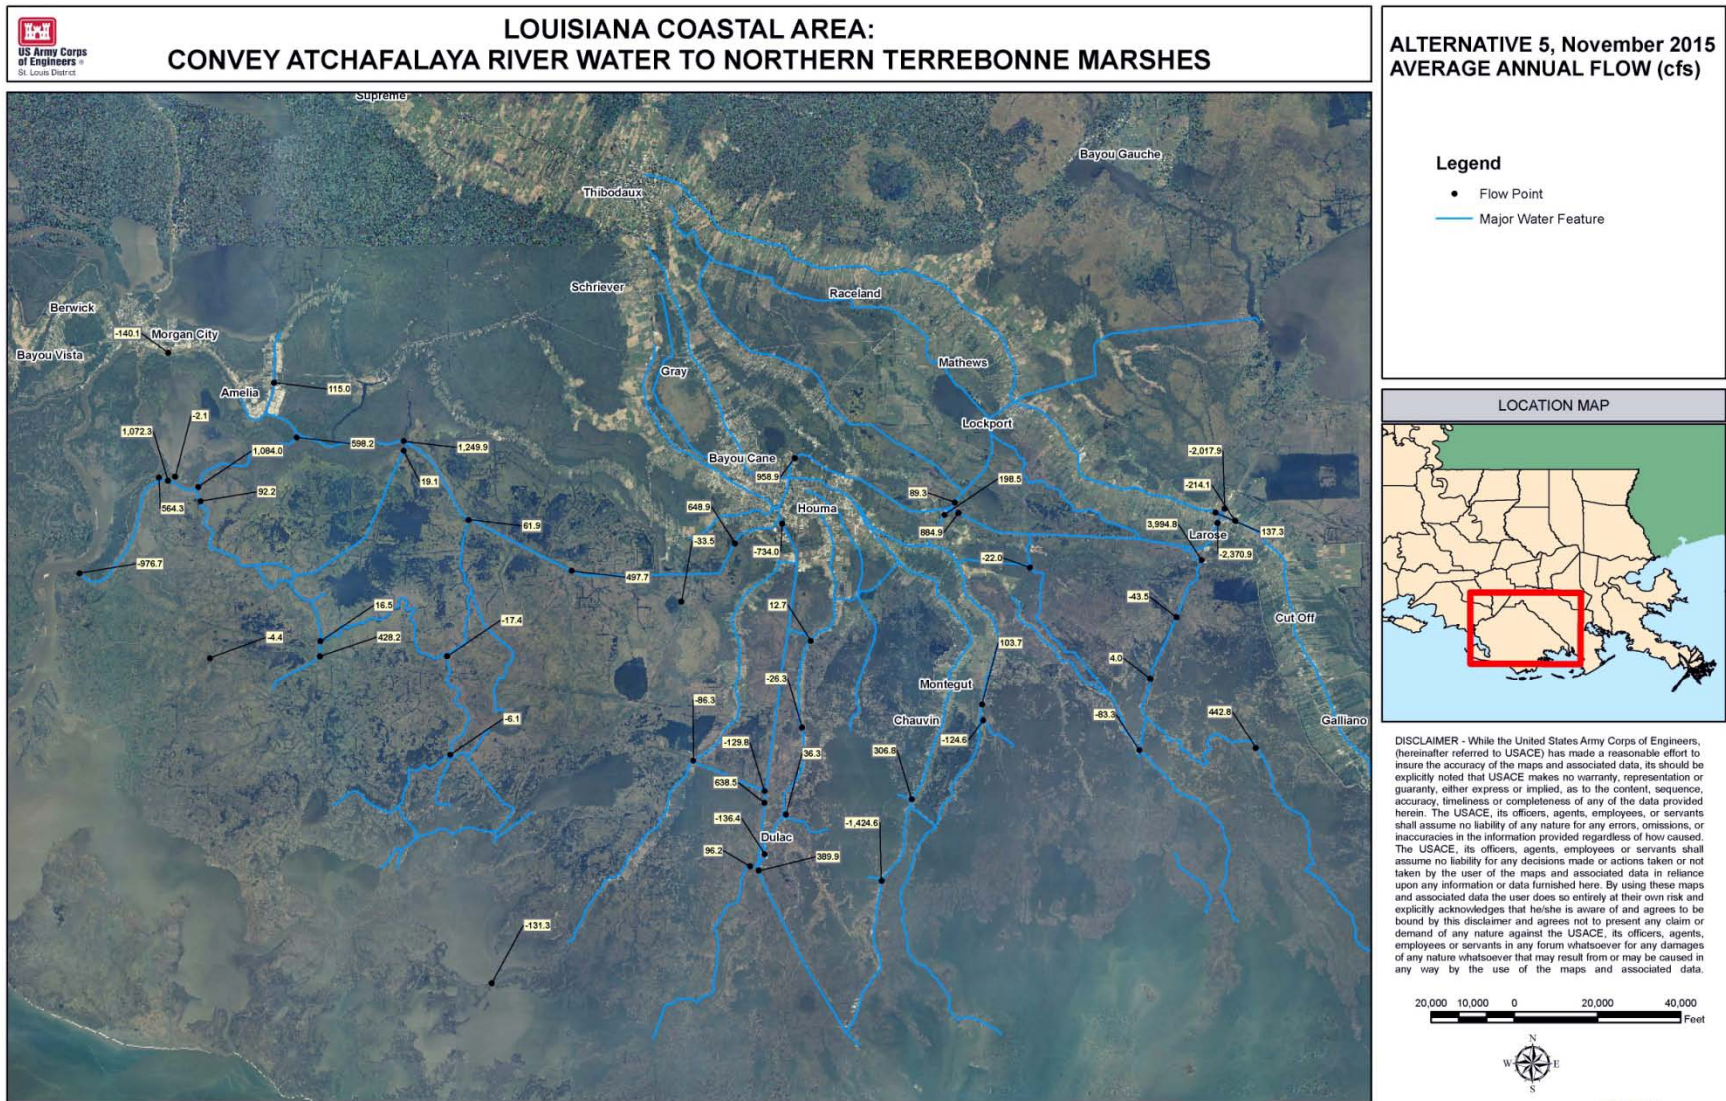 US Army Corps
of Engineers ®
St. Louis District
LOUISIANA COASTAL AREA:
CONVEY ATCHAFALAYA RIVER WATER TO NORTHERN TERREBONNE MARSHES
ALTERNATIVE 5, November 2015
AVERAGE ANNUAL FLOW (cfs)
Legend
Flow Point
Major Water Feature
LOCATION MAP
Supreme
Bayou Gauche
Thibodaux
Schriever
Raceland
Berwick
-140.1
Morgan City
Bayou Vista
Mathews
Gray
115.0
Amelia
-2.1
Lockport
1,072.3
598.2
1,249.9
1,084.0
-2,017.9
Bayou Cane
958.9
19.1
198.5
-214.1
92.2
89.3
564.3
648.9
Houma
61.9
3,994.8
884.9
137.3
Larose
-33.5
-734.0
-2,370.9
-22.0
-976.7
497.7
-43.5
16.5
12.7
Cut Off
-17.4
-4.4
428.2
103.7
4.0
-26.3
Montegut
-86.3
442.8
-83.3
Chauvin
Galliano
-6.1
-129.8
-124.6
36.3
306.8
638.5
-136.4
-1,424.6
Dulac
96.2
389.9
-131.3
DISCLAIMER - While the United States Army Corps of Engineers,
(hereinafter referred to USACE) has made a reasonable effort to
insure the accuracy of the maps and associated data, its should be
explicitly noted that USACE makes no warranty, representation or
guaranty, either express or implied, as to the content, sequence,
accuracy, timeliness or completeness of any of the data provided
herein. The USACE, its officers, agents, employees, or servants
shall assume no liability of any nature for any errors, omissions, or
inaccuracies in the information provided regardless of how caused.
The USACE, its officers, agents, employees or servants shall
assume no liability for any decisions made or actions taken or not
taken by the user of the maps and associated data in reliance
upon any information or data furnished here. By using these maps
and associated data the user does so entirely at their own risk and
explicitly acknowledges that he/she is aware of and agrees to be
bound by this disclaimer and agrees not to present any claim or
demand of any nature against the USACE, its officers, agents,
employees or servants in any forum whatsoever for any damages
of any nature whatsoever that may result from or may be caused in
any way by the use of the maps and associated data.
20,000 10,000 0 20,000 40,000
Feet
N
W E
S